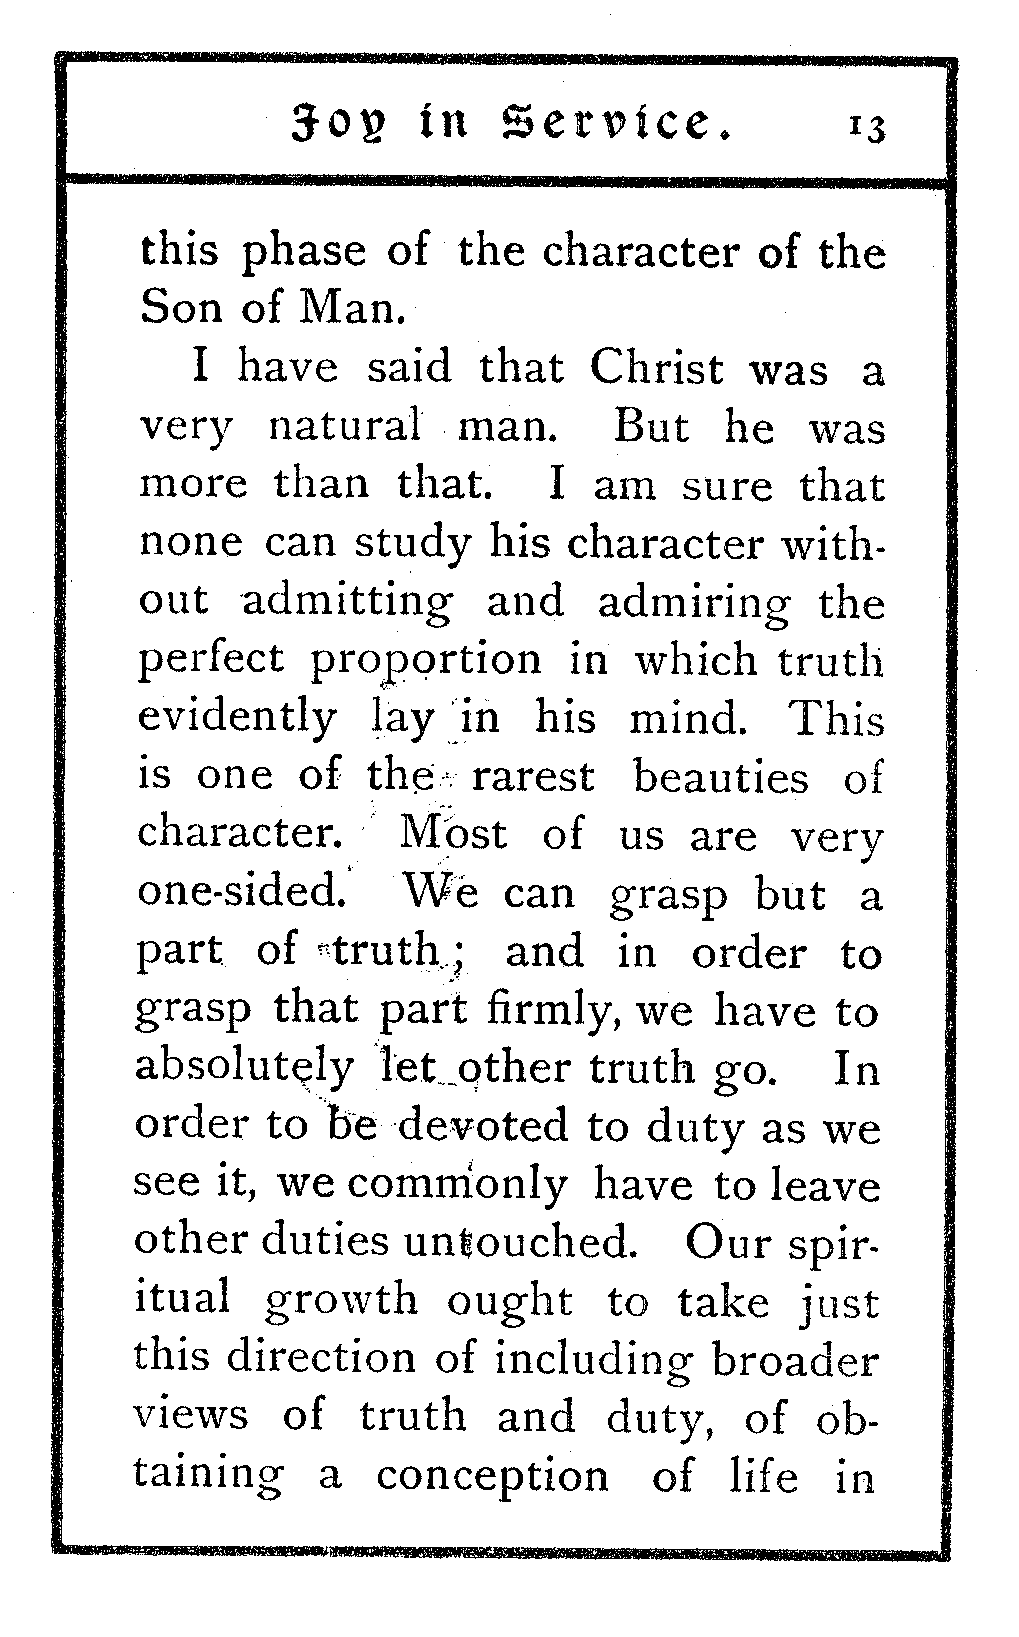 Joy in Service. 13
this phase of the character of the
Son of Man.
I have said that Christ was a
very natural man. But he was
more than that. I am sure that
none can study his character with-
out admitting and admiring the
perfect proportion in which truth
evidently lay in his mind. This
is one of the rarest beauties of
character. Most of us are very
one-sided. We can grasp but a
part of truth; and in order to
grasp that part firmly, we have to
absolutely let other truth go. In
order to be devoted to duty as we
see it, we commonly have to leave
other duties untouched. Our spir-
itual growth ought to take just
this direction of including broader
views of truth and duty, of ob-
taining a conception of life in